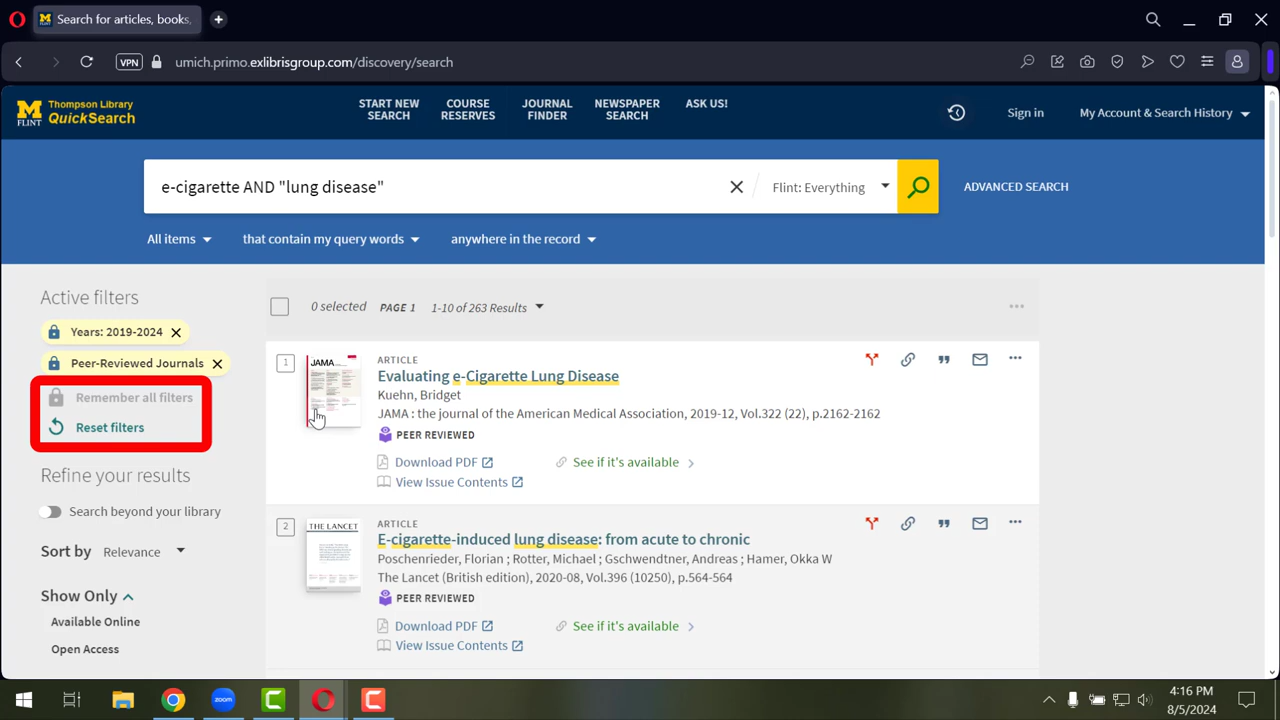 Search for articles, books,
VPN
umich.primo.exlibrisgroup.com/discovery/search
M FLINT Thompson Library QuickSearch
START NEW SEARCH
COURSE RESERVES
JOURNAL FINDER
NEWSPAPER SEARCH
ASK US!
Sign in
My Account & Search History
e-cigarette AND "lung disease"
Flint: Everything
ADVANCED SEARCH
All items
that contain my query words
anywhere in the record
Active filters
Years: 2019-2024
Peer-Reviewed Journals
Remember all filters
Reset filters
Refine your results
Search beyond your library
Sort by Relevance
Show Only
Available Online
Open Access
0 selected PAGE 1 1-10 of 263 Results
1
JAMA
ARTICLE
Evaluating e-Cigarette Lung Disease
Kuehn, Bridget
JAMA : the journal of the American Medical Association, 2019-12, Vol.322 (22), p.2162-2162
PEER REVIEWED
Download PDF
See if it's available
View Issue Contents
2
THE LANCET
ARTICLE
E-cigarette-induced lung disease: from acute to chronic
Poschenrieder, Florian ; Rotter, Michael ; Gschwendtner, Andreas ; Hamer, Okka W
The Lancet (British edition), 2020-08, Vol.396 (10250), p.564-564
PEER REVIEWED
Download PDF
See if it's available
View Issue Contents
zoom
4:16 PM
8/5/2024